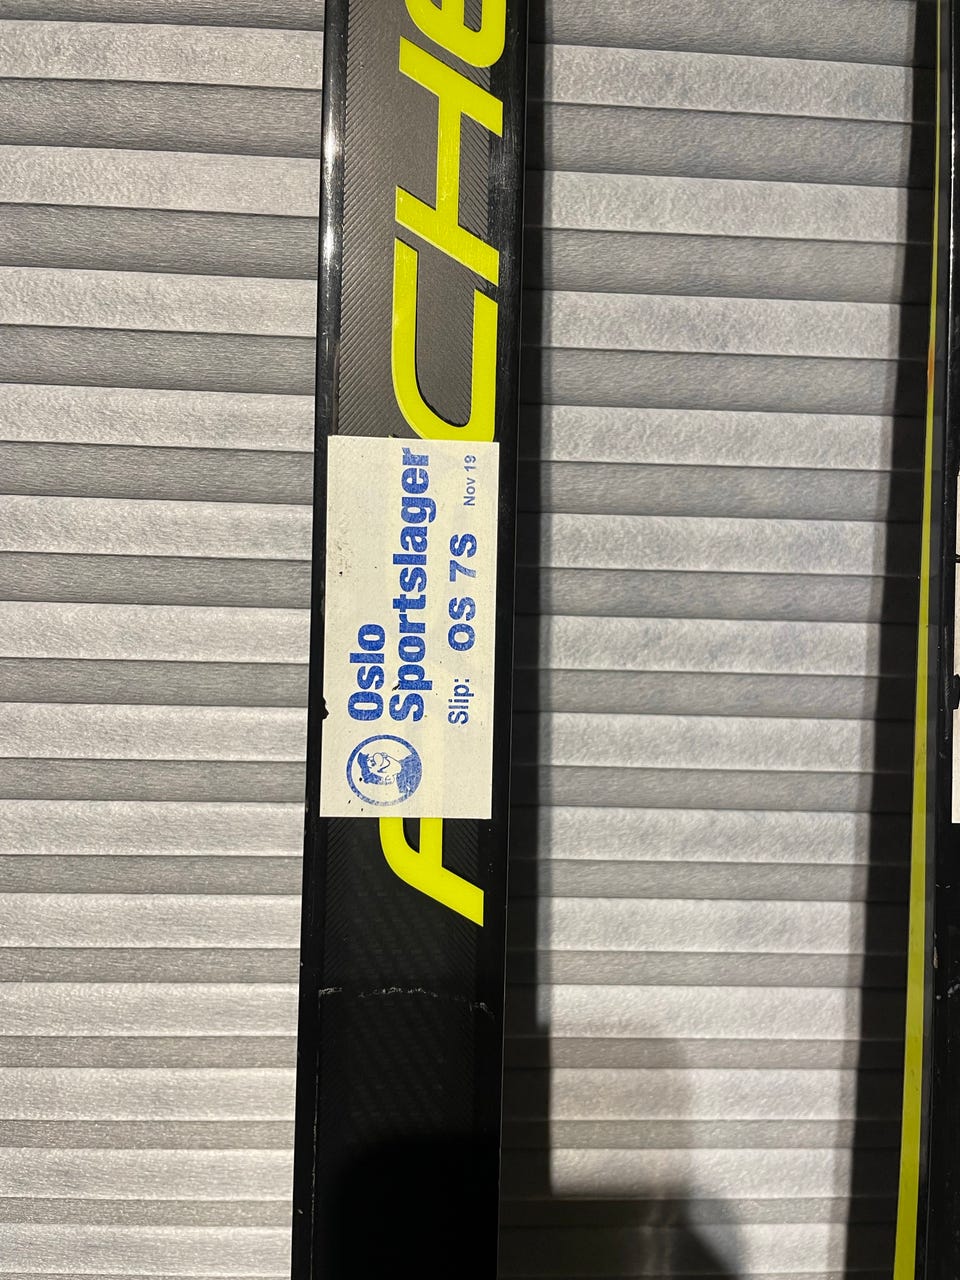 Oslo
Sportslager
Slip: OS 7S Nov 19